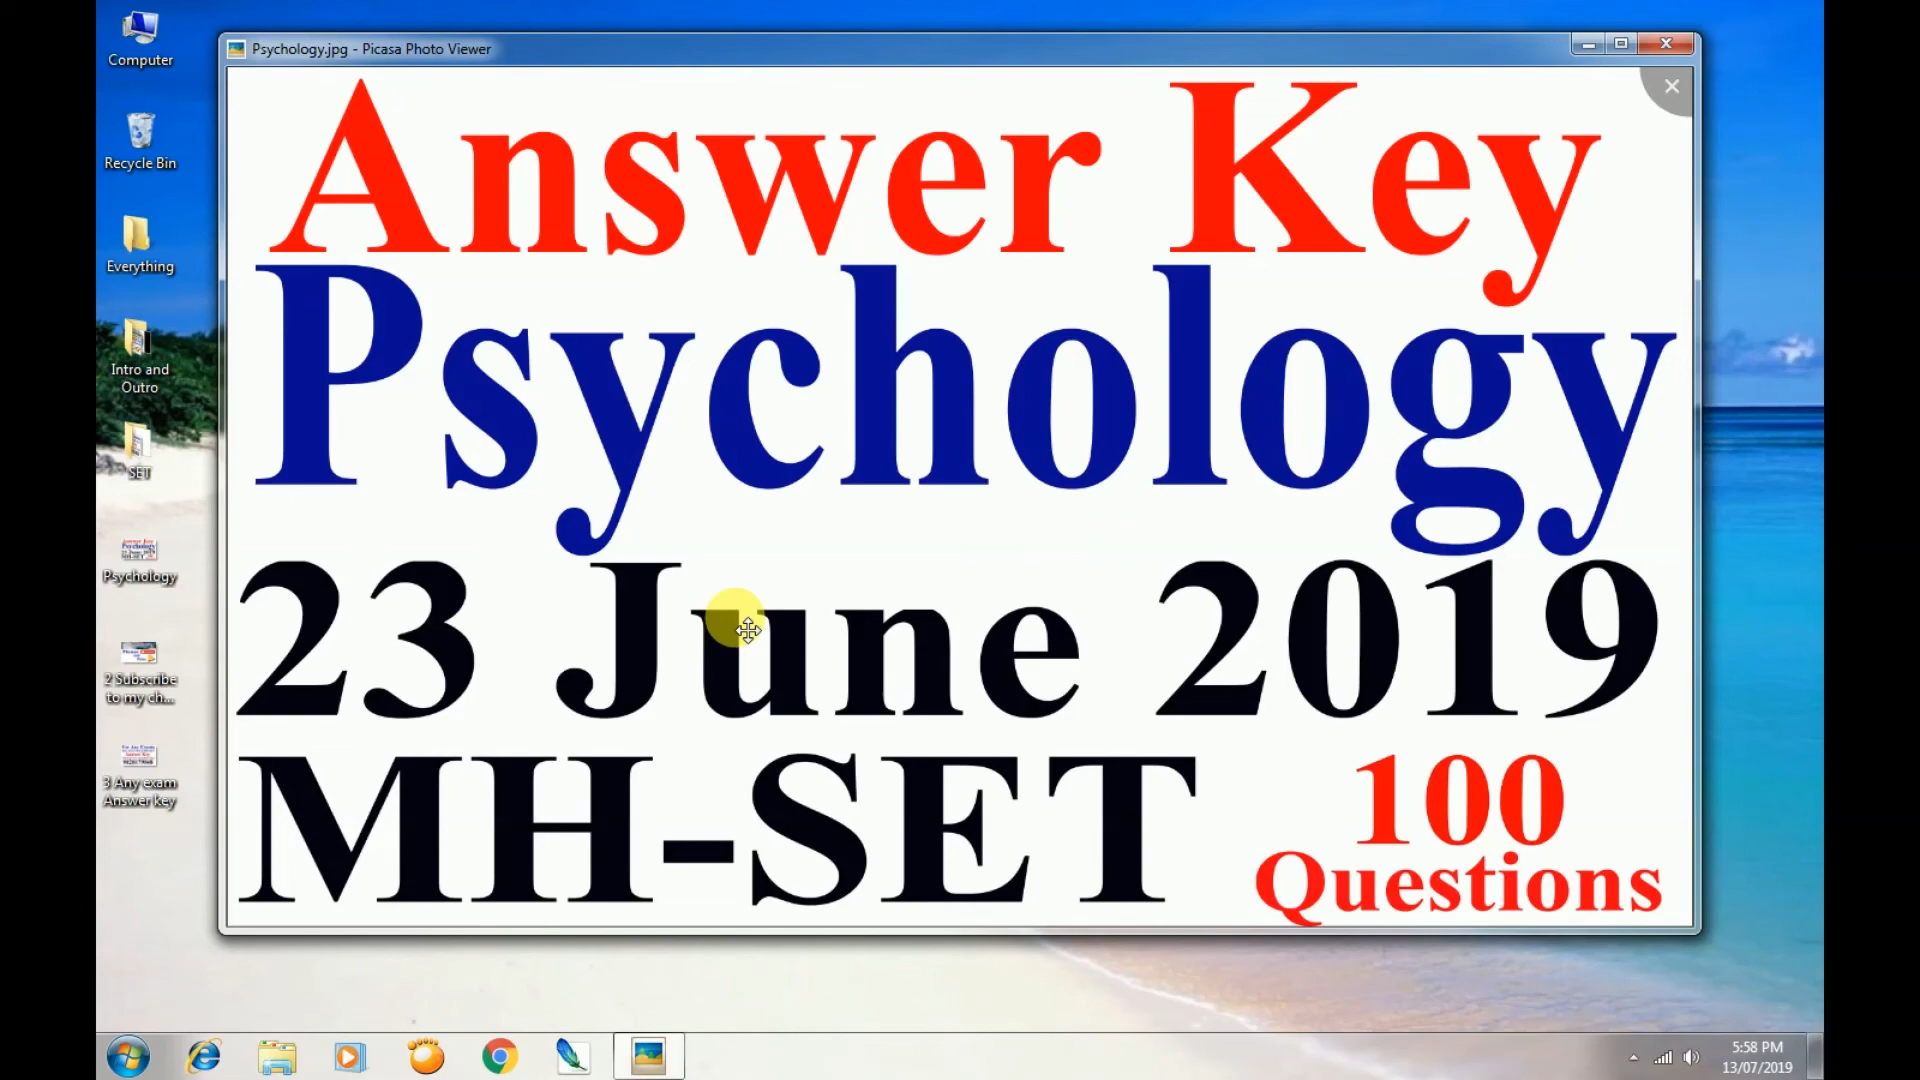 Computer
Recycle Bin
Everything
Intro and
Outro
SET
Psychology
2 Subscribe
to my ch...
3 Any exam
Answer key
Psychology.jpg - Picasa Photo Viewer
Answer Key
Psychology
23 June 2019
MH-SET
100
Questions
5:58 PM
13/07/2019